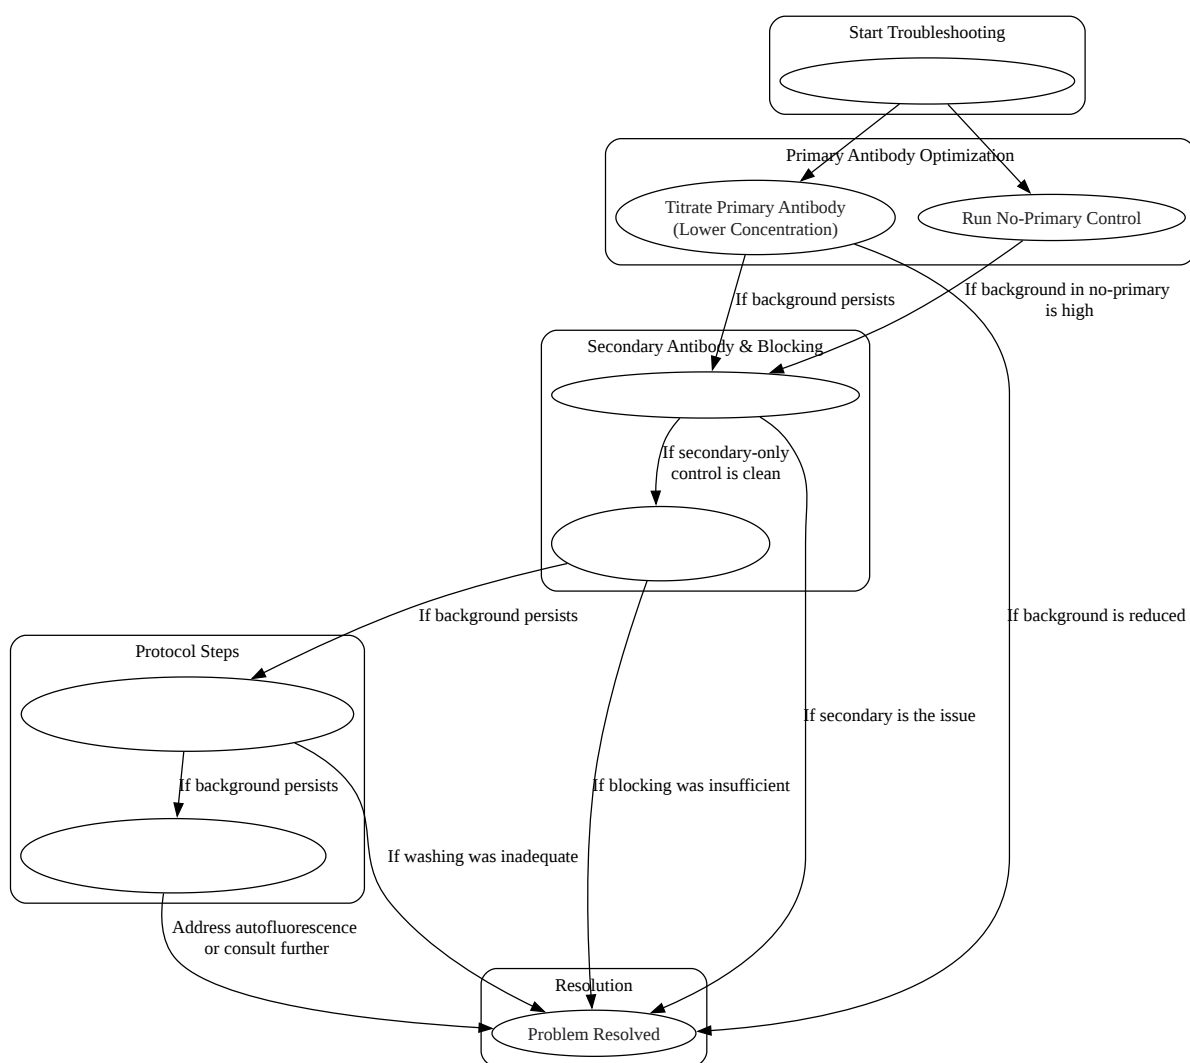 Start Troubleshooting
Primary Antibody Optimization
Titrate Primary Antibody
(Lower Concentration)
Run No-Primary Control
If background persists
If background in no-primary
is high
Secondary Antibody & Blocking
If secondary-only
control is clean
If background persists
If background is reduced
Protocol Steps
If secondary is the issue
If background persists
If blocking was insufficient
If washing was inadequate
Address autofluorescence
or consult further
Resolution
Problem Resolved